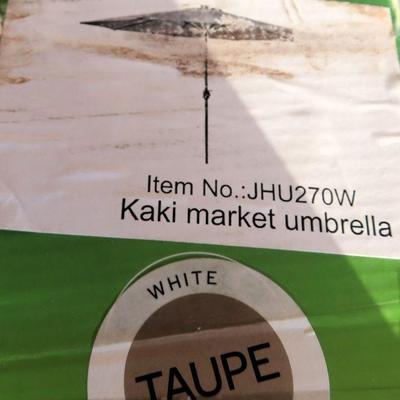 Item No.:JHU270W
Kaki market umbrella
WHITE
TAUPE